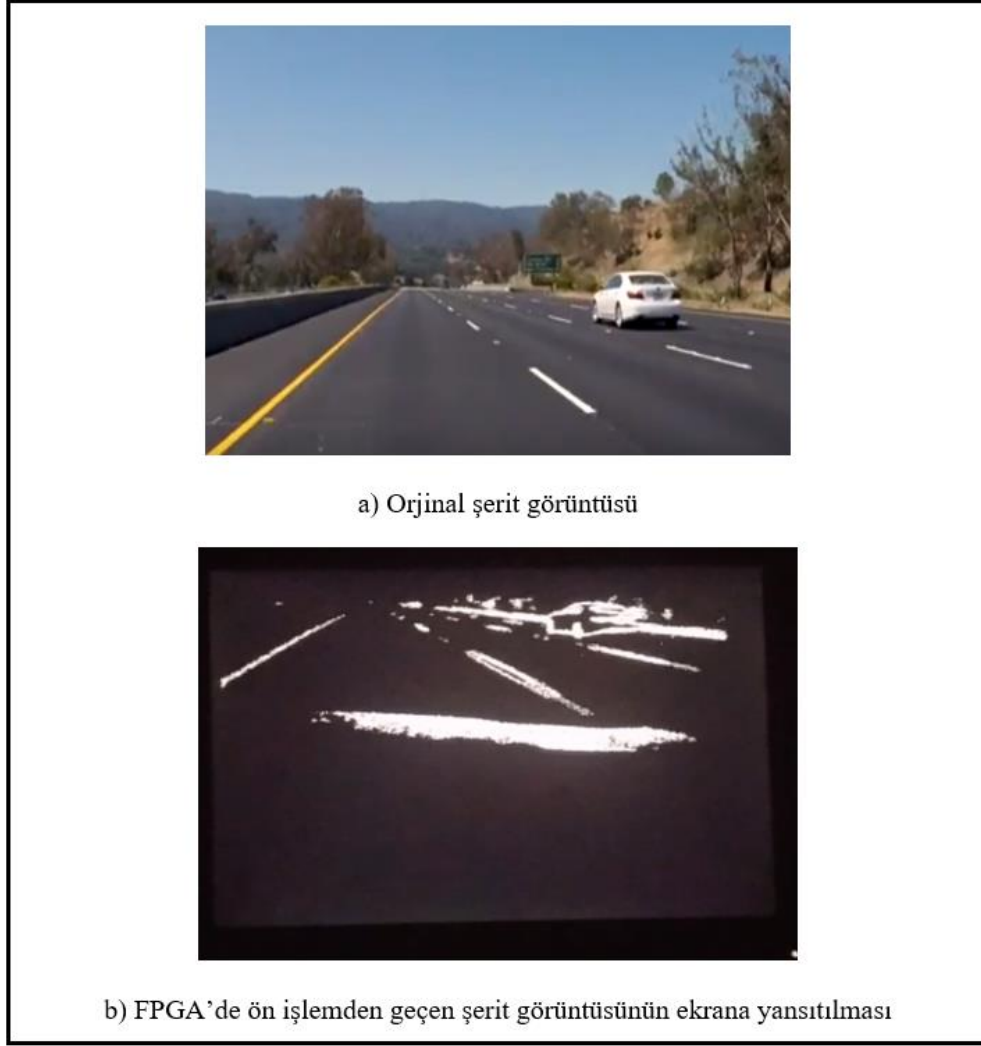 a) Orjinal şerit görüntüsü
b) FPGA’de ön işlemden geçen şerit görüntüsünün ekrana yansıtılması